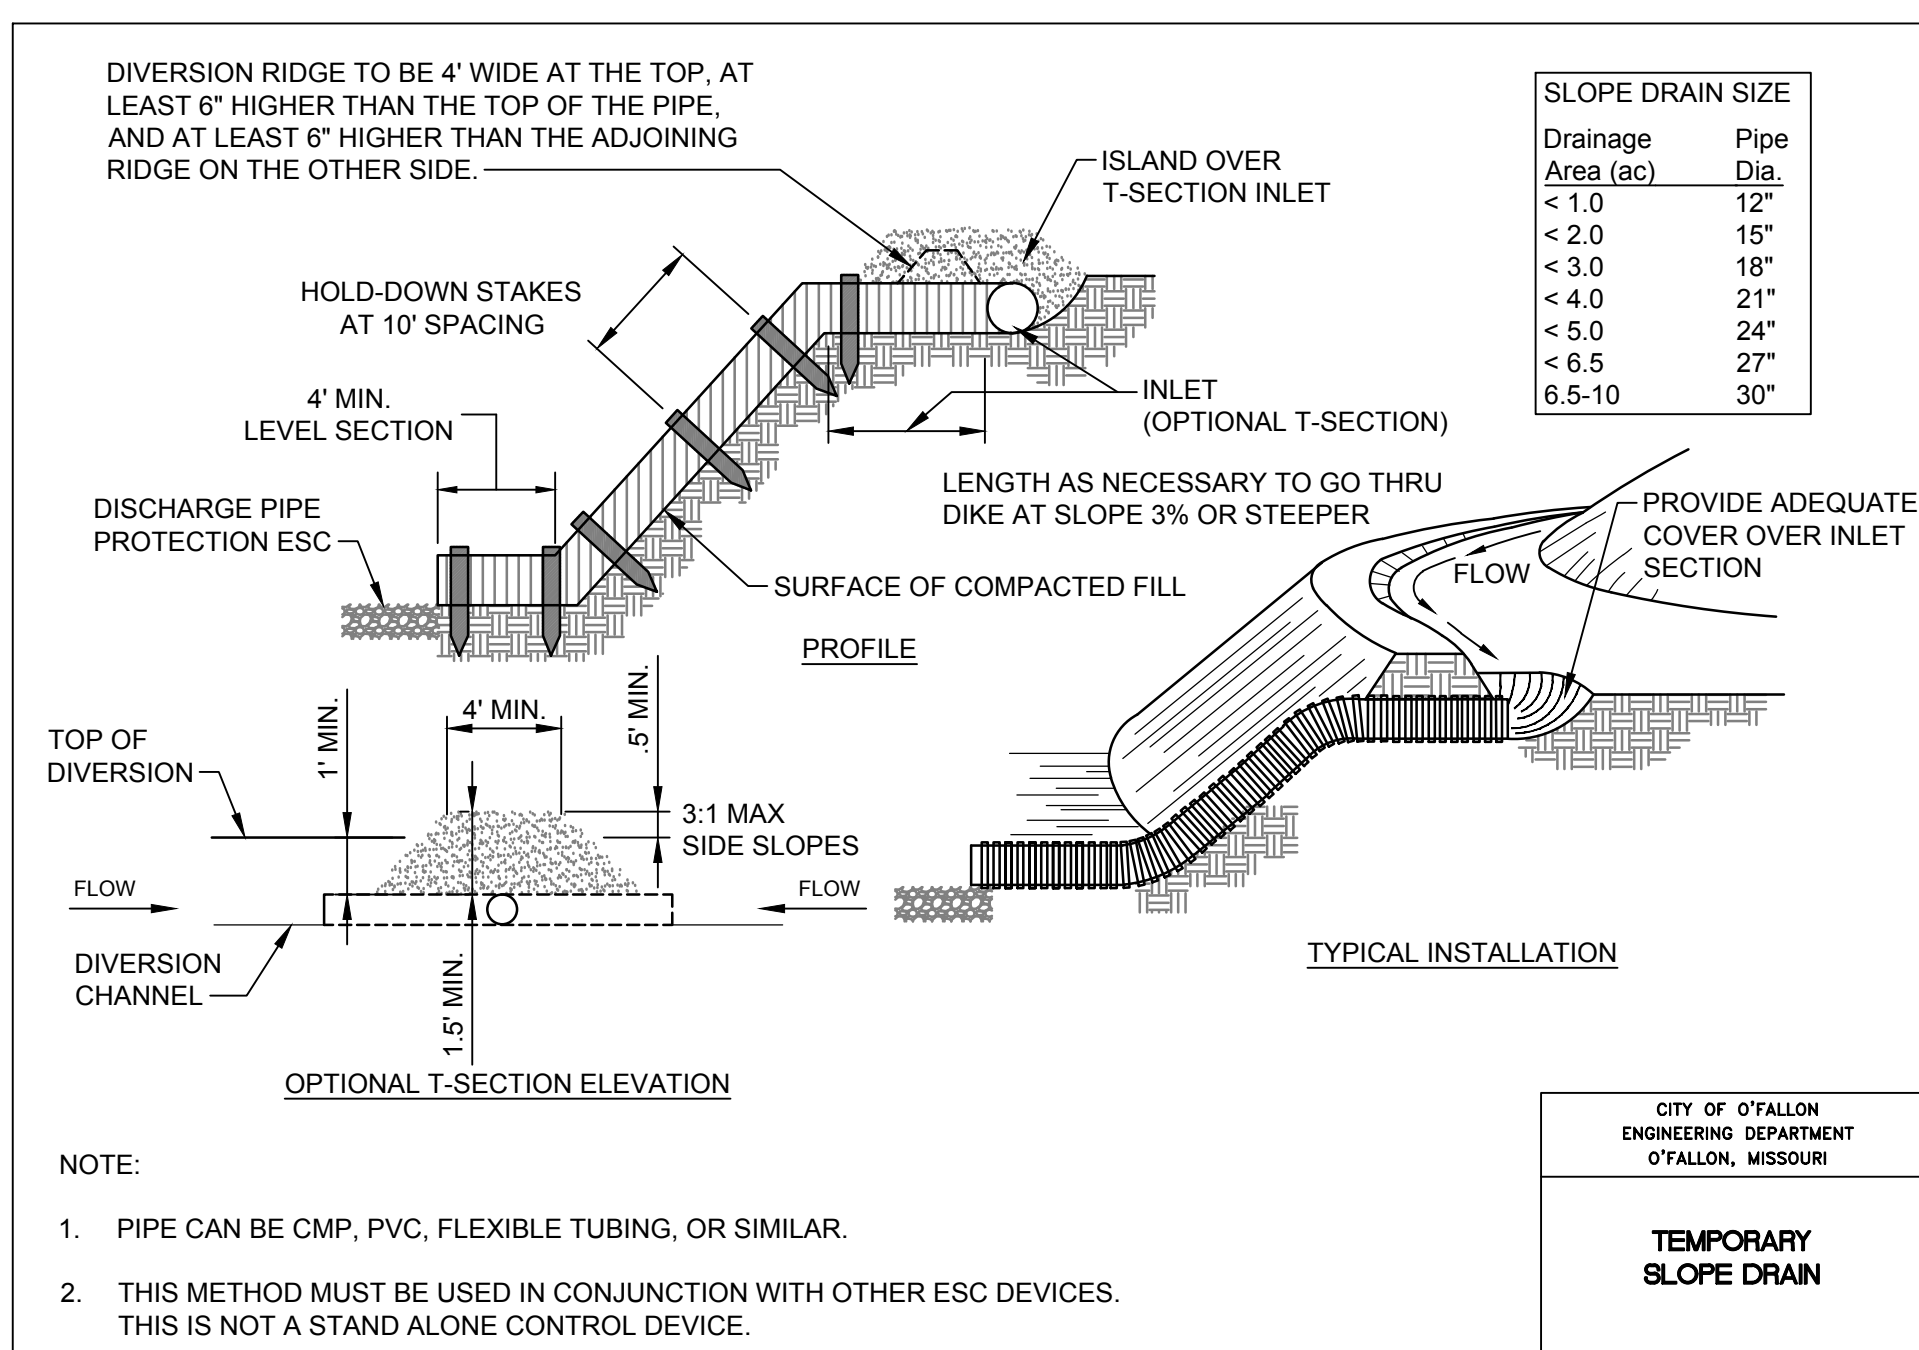 DIVERSION RIDGE TO BE 4' WIDE AT THE TOP, AT
LEAST 6" HIGHER THAN THE TOP OF THE PIPE,
AND AT LEAST 6" HIGHER THAN THE ADJOINING
RIDGE ON THE OTHER SIDE.
ISLAND OVER
T-SECTION INLET
SLOPE DRAIN SIZE
Drainage Pipe
Area (ac) Dia.
< 1.0 12"
< 2.0 15"
< 3.0 18"
< 4.0 21"
< 5.0 24"
< 6.5 27"
6.5-10 30"
HOLD-DOWN STAKES
AT 10' SPACING
4' MIN.
LEVEL SECTION
INLET
(OPTIONAL T-SECTION)
DISCHARGE PIPE
PROTECTION ESC
LENGTH AS NECESSARY TO GO THRU
DIKE AT SLOPE 3% OR STEEPER
SURFACE OF COMPACTED FILL
PROFILE
PROVIDE ADEQUATE
COVER OVER INLET
SECTION
FLOW
TYPICAL INSTALLATION
TOP OF
DIVERSION
1' MIN.
4' MIN.
.5' MIN.
3:1 MAX
SIDE SLOPES
FLOW
FLOW
DIVERSION
CHANNEL
1.5' MIN.
OPTIONAL T-SECTION ELEVATION
NOTE:
1. PIPE CAN BE CMP, PVC, FLEXIBLE TUBING, OR SIMILAR.
2. THIS METHOD MUST BE USED IN CONJUNCTION WITH OTHER ESC DEVICES.
THIS IS NOT A STAND ALONE CONTROL DEVICE.
CITY OF O'FALLON
ENGINEERING DEPARTMENT
O'FALLON, MISSOURI
TEMPORARY
SLOPE DRAIN